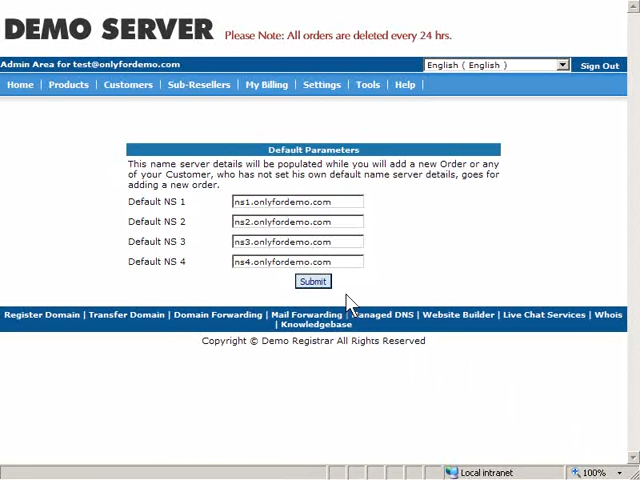 DEMO SERVER Please Note: All orders are deleted every 24 hrs.
Admin Area for test@onlyfordemo.com English ( English ) Sign Out
Home | Products | Customers | Sub-Resellers | My Billing | Settings | Tools | Help |
Default Parameters
This name server details will be populated while you will add a new Order or any
of your Customer, who has not set his own default name server details, goes for
adding a new order.
Default NS 1 ns1.onlyfordemo.com
Default NS 2 ns2.onlyfordemo.com
Default NS 3 ns3.onlyfordemo.com
Default NS 4 ns4.onlyfordemo.com
Submit
Register Domain | Transfer Domain | Domain Forwarding | Mail Forwarding | Managed DNS | Website Builder | Live Chat Services | Whois
| Knowledgebase
Copyright © Demo Registrar All Rights Reserved
Local intranet 100%